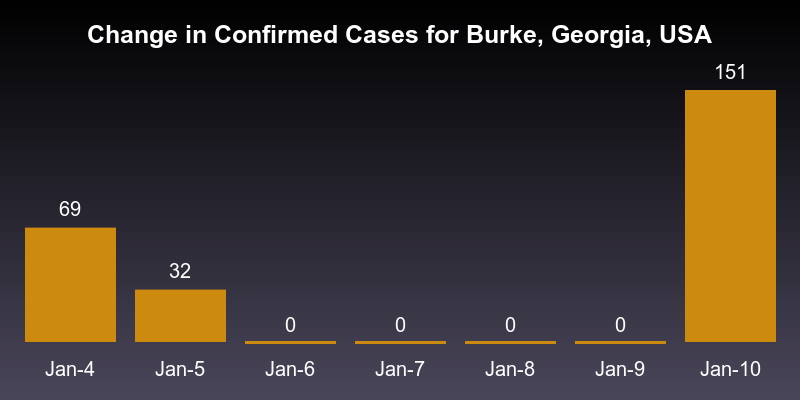 Change in Confirmed Cases for Burke, Georgia, USA
151
69
32
0 0 0 0
Jan-4 Jan-5 Jan-6 Jan-7 Jan-8 Jan-9 Jan-10